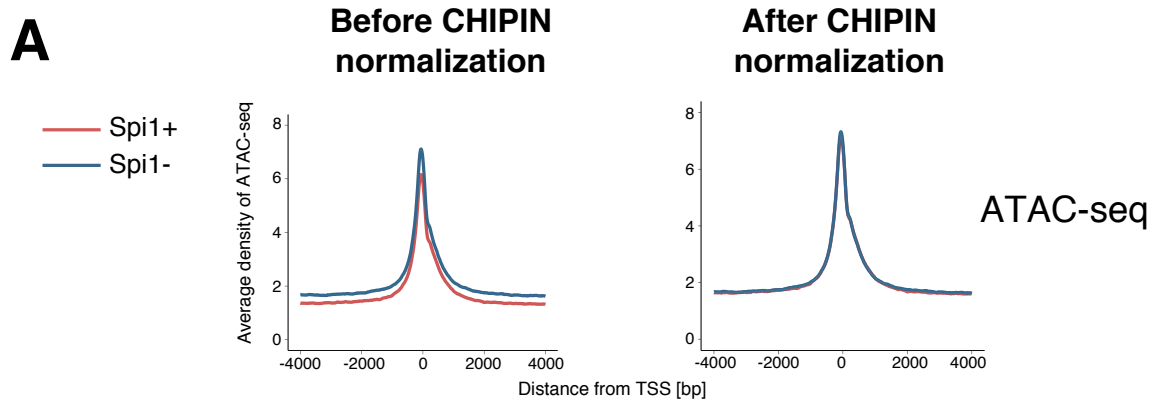 A
Before CHIPIN
normalization
After CHIPIN
normalization
Spi1+
Spi1-
Average density of ATAC-seq
8
6
4
2
0
-4000 -2000 0 2000 4000
8
6
4
2
0
-4000 -2000 0 2000 4000
ATAC-seq
Distance from TSS [bp]